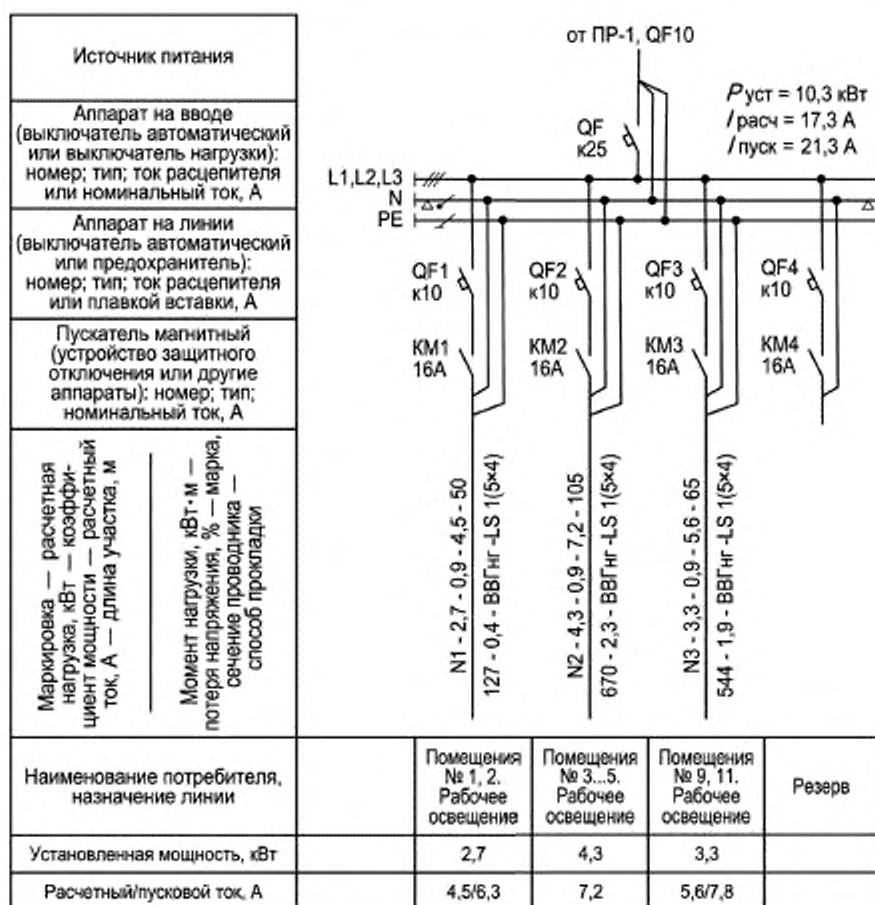 Источник питания
Аппарат на вводе
(выключатель автоматический
или выключатель нагрузки):
номер; тип; ток расцепителя
или номинальный ток, А
Аппарат на линии
(выключатель автоматический
или предохранитель):
номер; тип; ток расцепителя
или плавкой вставки, А
Пускатель магнитный
(устройство защитного
отключения или другие
аппараты): номер; тип;
номинальный ток, А
Маркировка — расчетная
нагрузка, кВт — коэффи-
циент мощности — расчетный
ток, А — длина участка, м
Момент нагрузки, кВт·м —
потеря напряжения, % — марка,
сечение проводника —
способ прокладки
от ПР-1, QF10
QF
к25
Pуст = 10,3 кВт
Iрасч = 17,3 А
Iпуск = 21,3 А
L1,L2,L3
N
PE
QF1
к10
QF2
к10
QF3
к10
QF4
к10
КМ1
16А
КМ2
16А
КМ3
16А
КМ4
16А
N1 - 2,7 - 0,9 - 4,5 - 50
127 - 0,4 - ВВГнг -LS 1(5×4)
N2 - 4,3 - 0,9 - 7,2 - 105
670 - 2,3 - ВВГнг -LS 1(5×4)
N3 - 3,3 - 0,9 - 5,6 - 65
544 - 1,9 - ВВГнг -LS 1(5×4)
Наименование потребителя,
назначение линии
Помещения
№ 1, 2.
Рабочее
освещение
Помещения
№ 3...5.
Рабочее
освещение
Помещения
№ 9, 11.
Рабочее
освещение
Резерв
Установленная мощность, кВт
2,7
4,3
3,3
Расчетный/пусковой ток, А
4,5/6,3
7,2
5,6/7,8